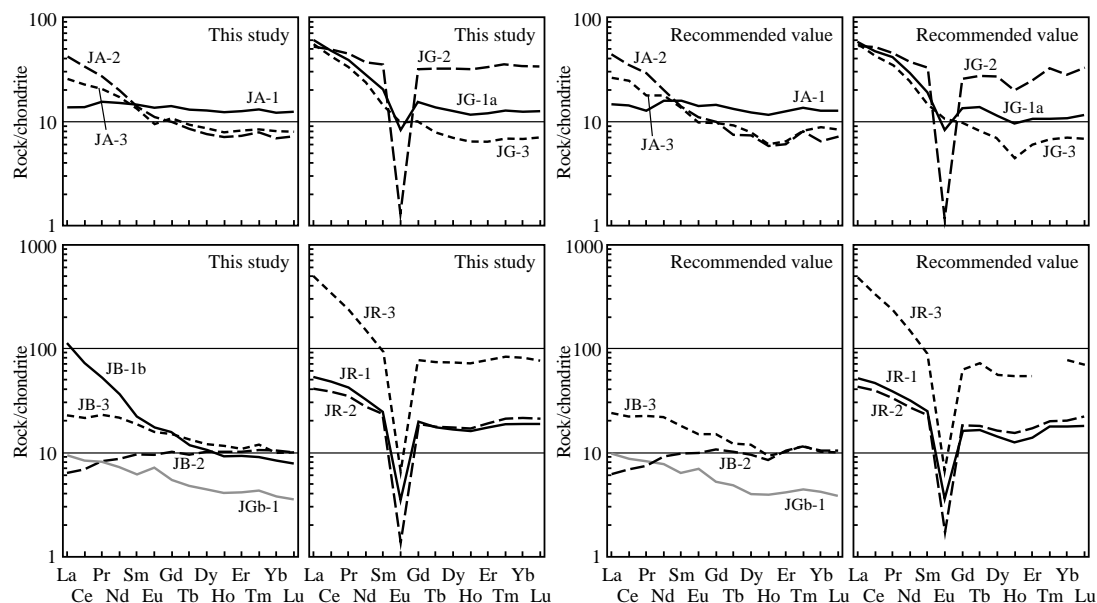 100
10
1
Rock/chondrite
This study
JA-2
JA-1
JA-3
This study
JG-2
JG-1a
JG-3
100
10
1
Rock/chondrite
Recommended value
JA-2
JA-1
JA-3
Recommended value
JG-2
JG-1a
JG-3
1000
100
10
1
Rock/chondrite
This study
JB-1b
JB-3
JB-2
JGb-1
This study
JR-3
JR-1
JR-2
1000
100
10
1
Rock/chondrite
Recommended value
JB-3
JB-2
JGb-1
Recommended value
JR-3
JR-1
JR-2
La Pr Sm Gd Dy Er Yb La Pr Sm Gd Dy Er Yb La Pr Sm Gd Dy Er Yb La Pr Sm Gd Dy Er Yb
Ce Nd Eu Tb Ho Tm Lu Ce Nd Eu Tb Ho Tm Lu Ce Nd Eu Tb Ho Tm Lu Ce Nd Eu Tb Ho Tm Lu